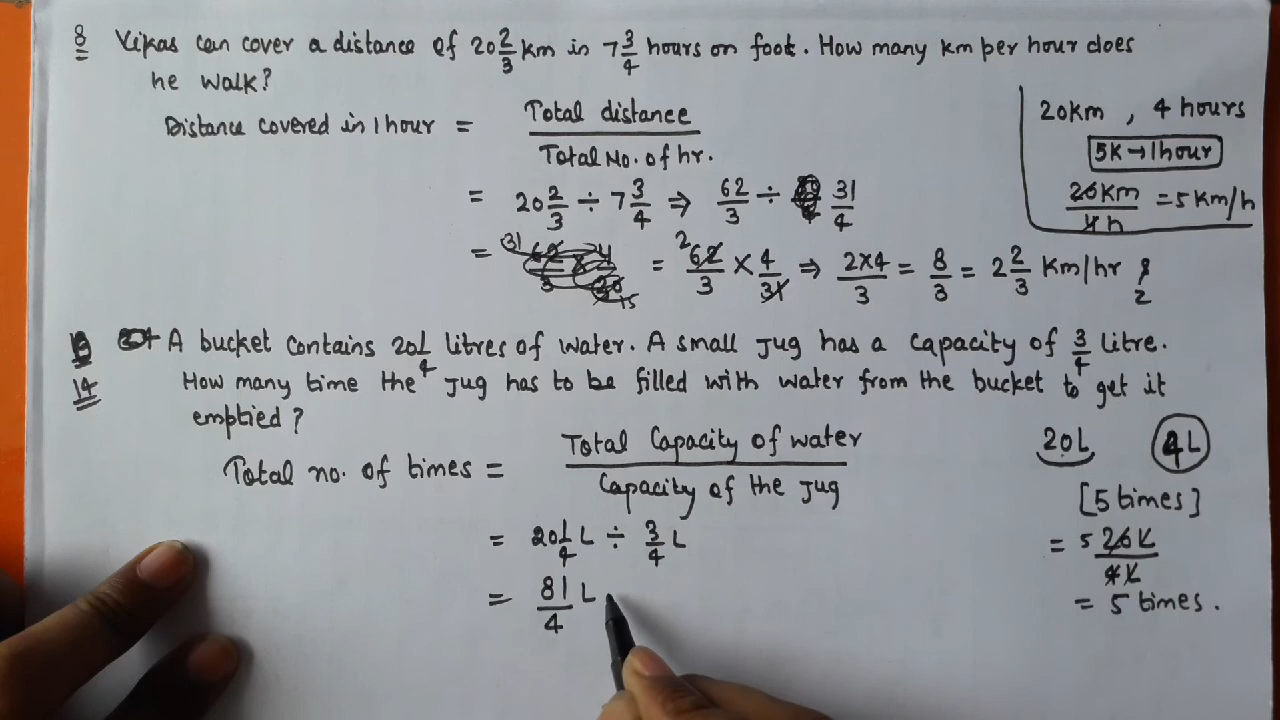 8 Vikas can cover a distance of 20 2/3 km in 7 3/4 hours on foot. How many km per hour does
he walk?
Distance covered in 1 hour = Total distance / Total No. of hr.
= 20 2/3 ÷ 7 3/4 ⇒ 62/3 ÷ 31/4
= = 62/3 × 4/31 ⇒ 2×4/3 = 8/3 = 2 2/3 km/hr
20km , 4 hours
5K→1hour
20km/4h = 5km/h
14 A bucket contains 20 1/4 litres of water. A small Jug has a capacity of 3/4 litre.
How many time the Jug has to be filled with water from the bucket to get it
emptied?
Total no. of times = Total Capacity of water / Capacity of the Jug
= 20 1/4 L ÷ 3/4 L
= 81/4 L
20L 4L
[5 times]
= 5 20L/4L
= 5 times.